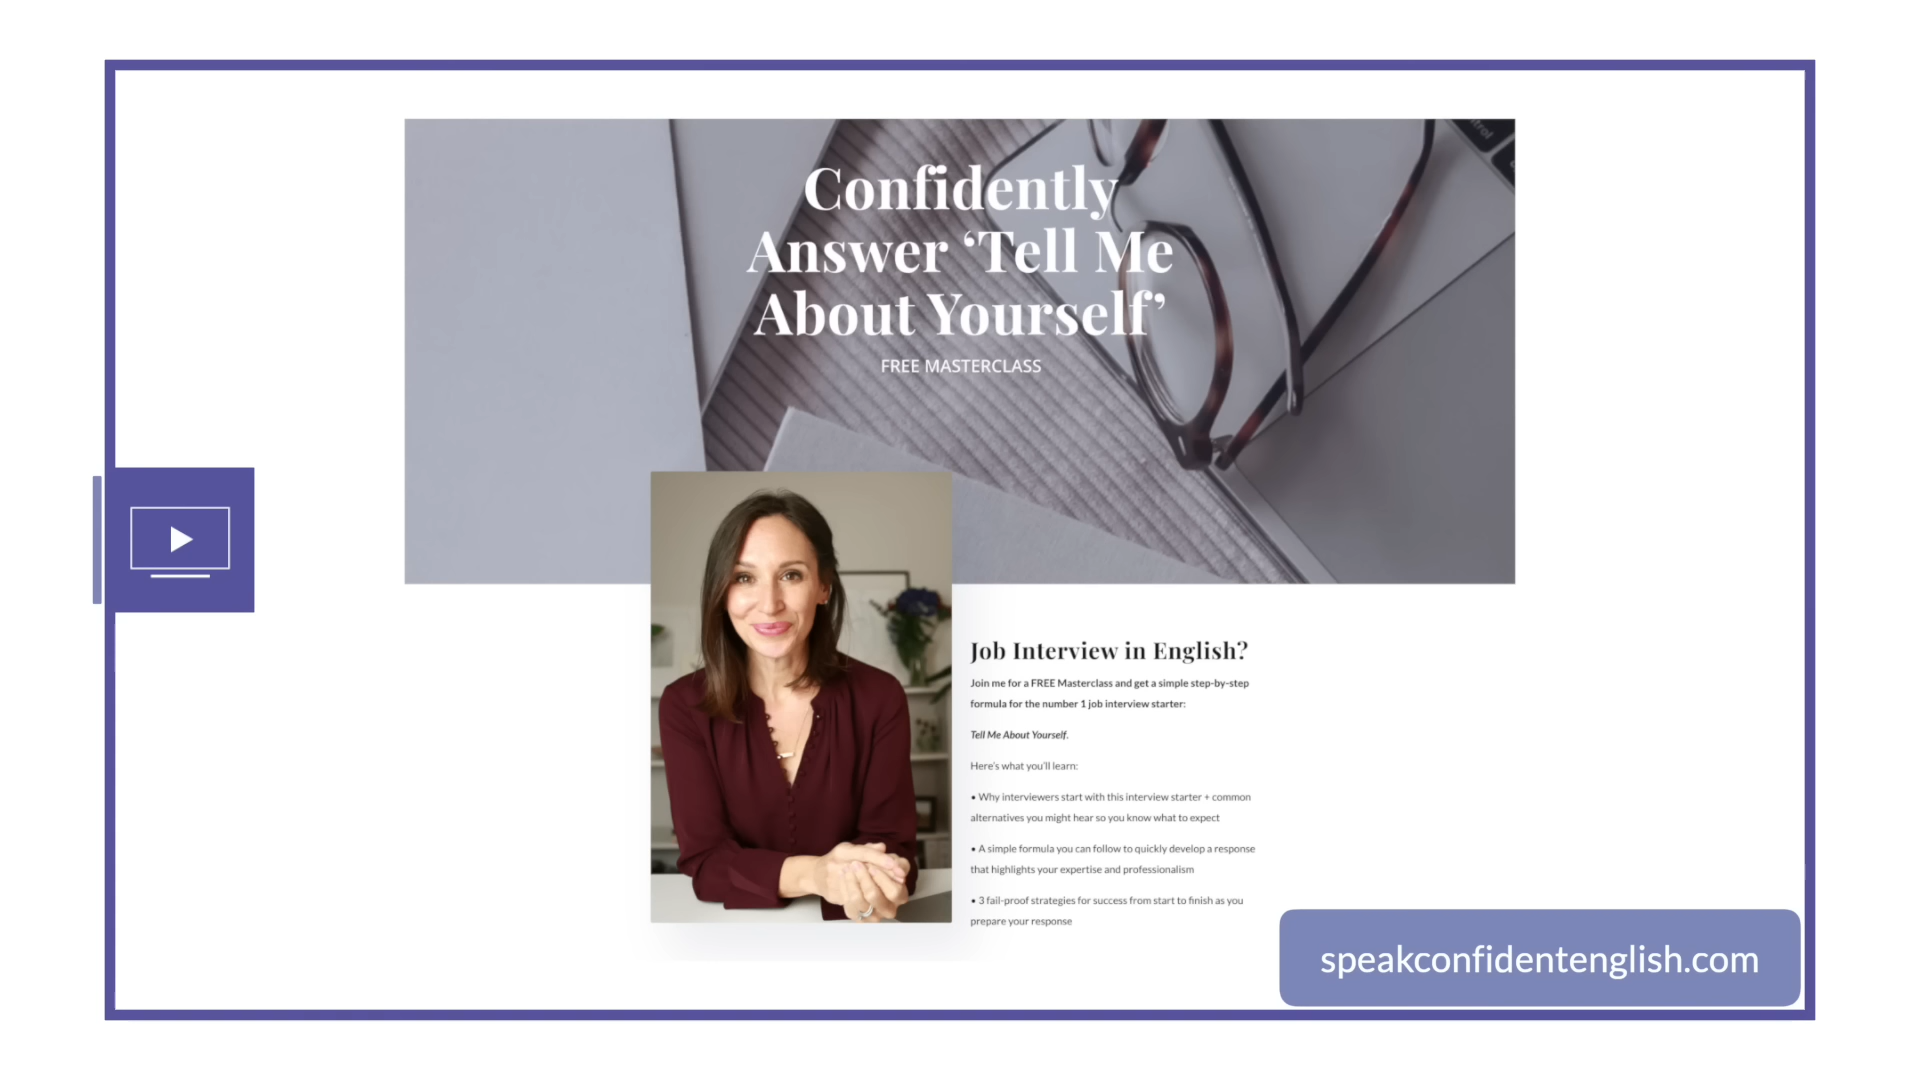 trol
Confidently
Answer ‘Tell Me
About Yourself’
FREE MASTERCLASS
Job Interview in English?
Join me for a FREE Masterclass and get a simple step-by-step
formula for the number 1 job interview starter:
Tell Me About Yourself.
Here's what you'll learn:
• Why interviewers start with this interview starter + common
alternatives you might hear so you know what to expect
• A simple formula you can follow to quickly develop a response
that highlights your expertise and professionalism
• 3 fail-proof strategies for success from start to finish as you
prepare your response
speakconfidentenglish.com